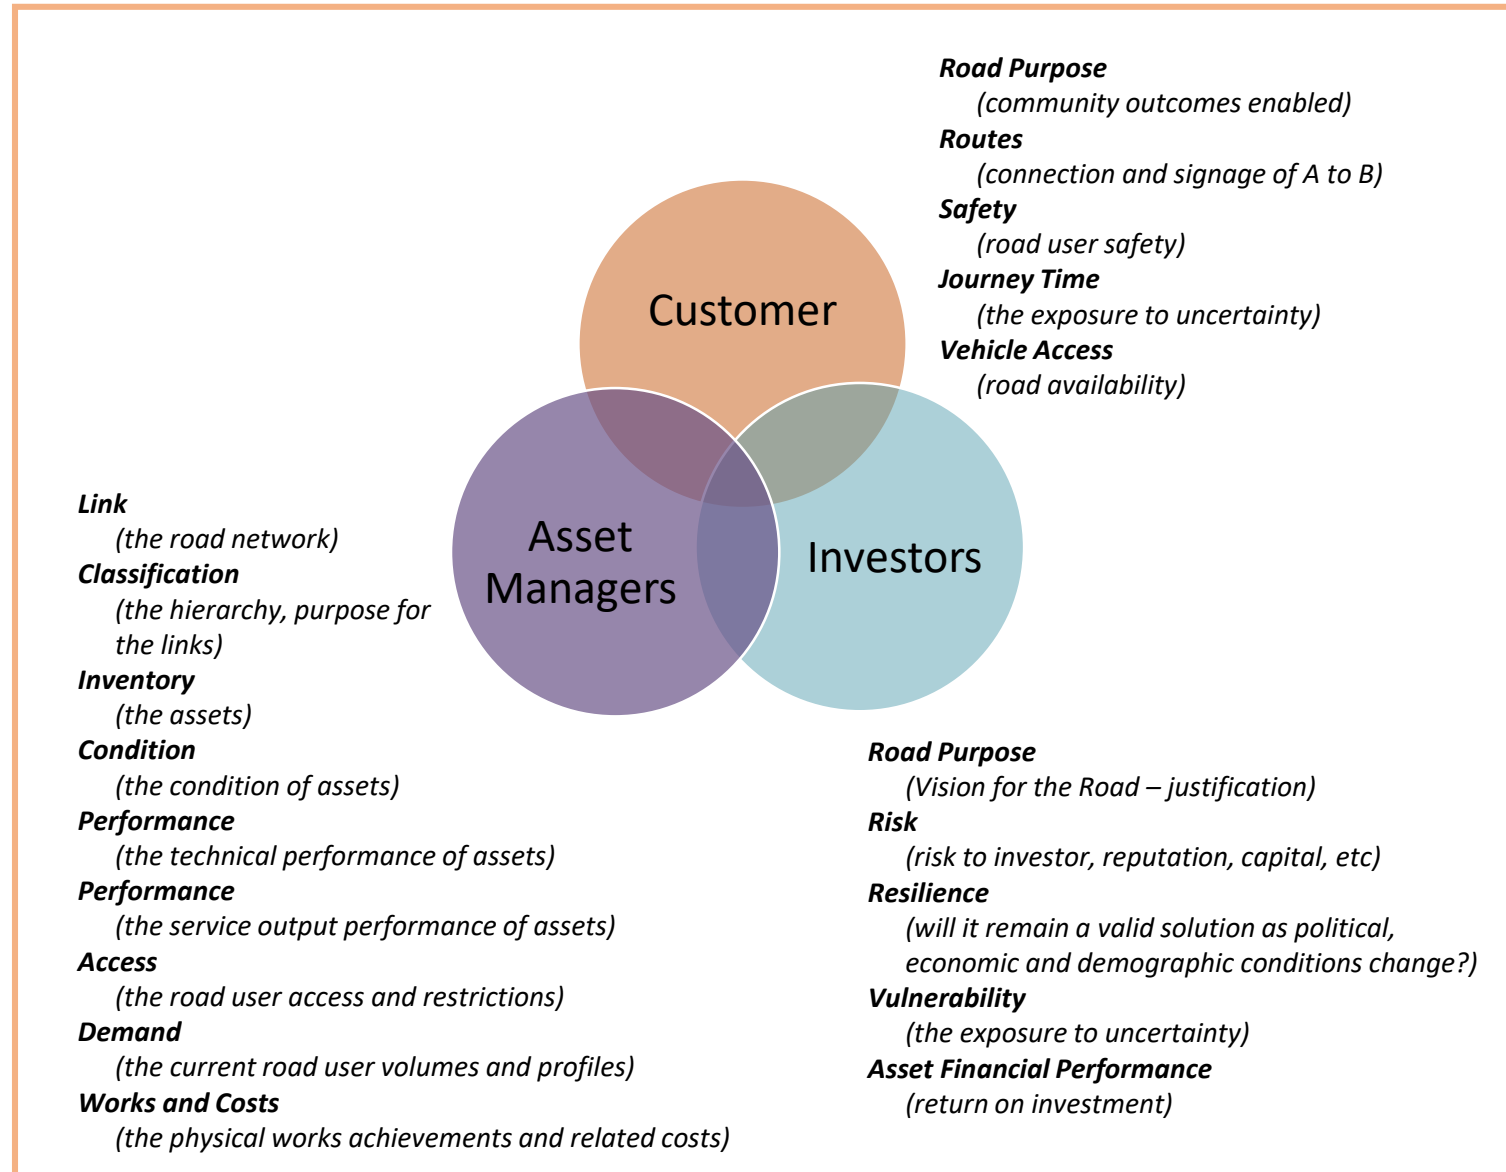 Road Purpose
(community outcomes enabled)
Routes
(connection and signage of A to B)
Safety
(road user safety)
Journey Time
(the exposure to uncertainty)
Vehicle Access
(road availability)
Customer
Asset
Managers
Investors
Link
(the road network)
Classification
(the hierarchy, purpose for
the links)
Inventory
(the assets)
Condition
(the condition of assets)
Performance
(the technical performance of assets)
Performance
(the service output performance of assets)
Access
(the road user access and restrictions)
Demand
(the current road user volumes and profiles)
Works and Costs
(the physical works achievements and related costs)
Road Purpose
(Vision for the Road – justification)
Risk
(risk to investor, reputation, capital, etc)
Resilience
(will it remain a valid solution as political,
economic and demographic conditions change?)
Vulnerability
(the exposure to uncertainty)
Asset Financial Performance
(return on investment)